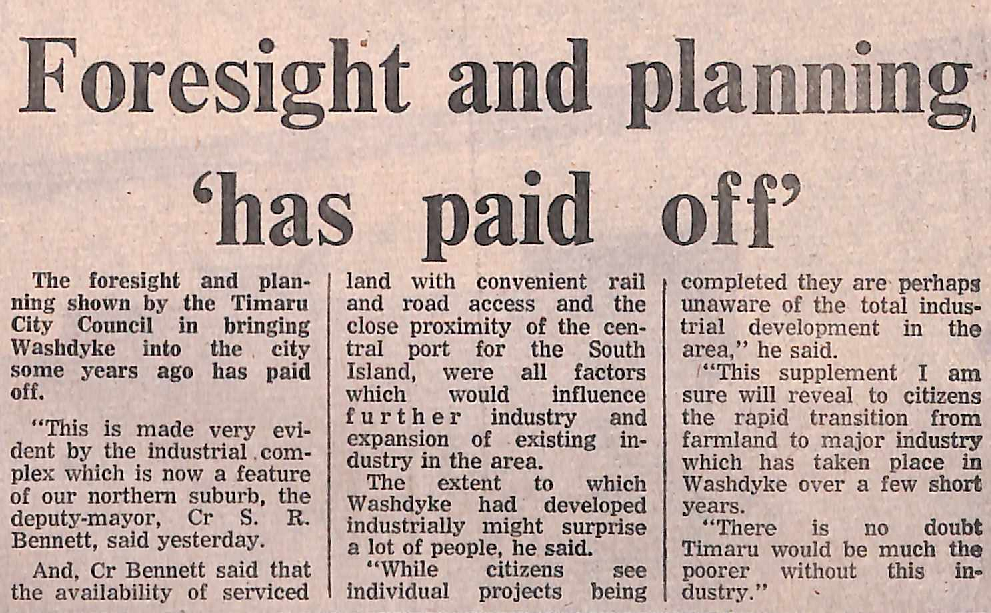 Foresight and planning
‘has paid off’
The foresight and plan-
ning shown by the Timaru
City Council in bringing
Washdyke into the city
some years ago has paid
off.
“This is made very evi-
dent by the industrial com-
plex which is now a feature
of our northern suburb, the
deputy-mayor, Cr S. R.
Bennett, said yesterday.
And, Cr Bennett said that
the availability of serviced
land with convenient rail
and road access and the
close proximity of the cen-
tral port for the South
Island, were all factors
which would influence
further industry and
expansion of existing in-
dustry in the area.
The extent to which
Washdyke had developed
industrially might surprise
a lot of people, he said.
“While citizens see
individual projects being
completed they are perhaps
unaware of the total indus-
trial development in the
area,” he said.
“This supplement I am
sure will reveal to citizens
the rapid transition from
farmland to major industry
which has taken place in
Washdyke over a few short
years.
“There is no doubt
Timaru would be much the
poorer without this in-
dustry.”